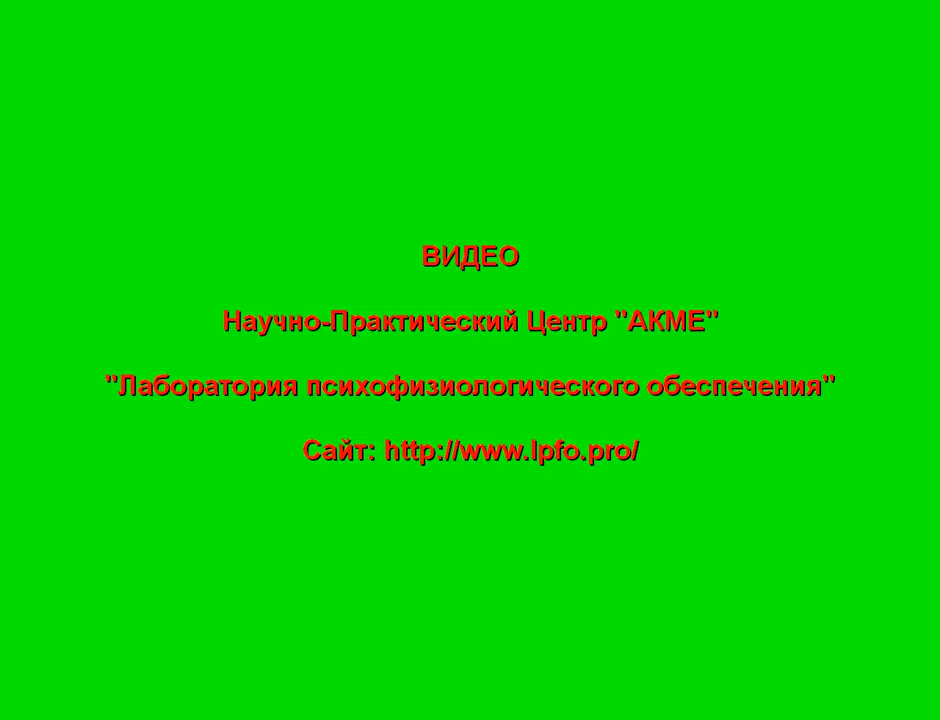 ВИДЕО
Научно-Практический Центр "АКМЕ"
"Лаборатория психофизиологического обеспечения"
Сайт: http://www.lpfo.pro/